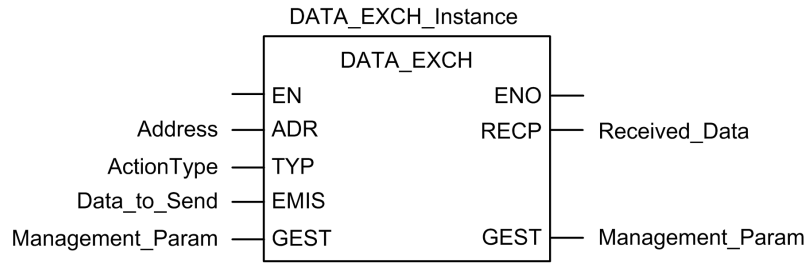 DATA_EXCH_Instance
DATA_EXCH
EN ENO
Address ADR RECP Received_Data
ActionType TYP
Data_to_Send EMIS
Management_Param GEST GEST Management_Param